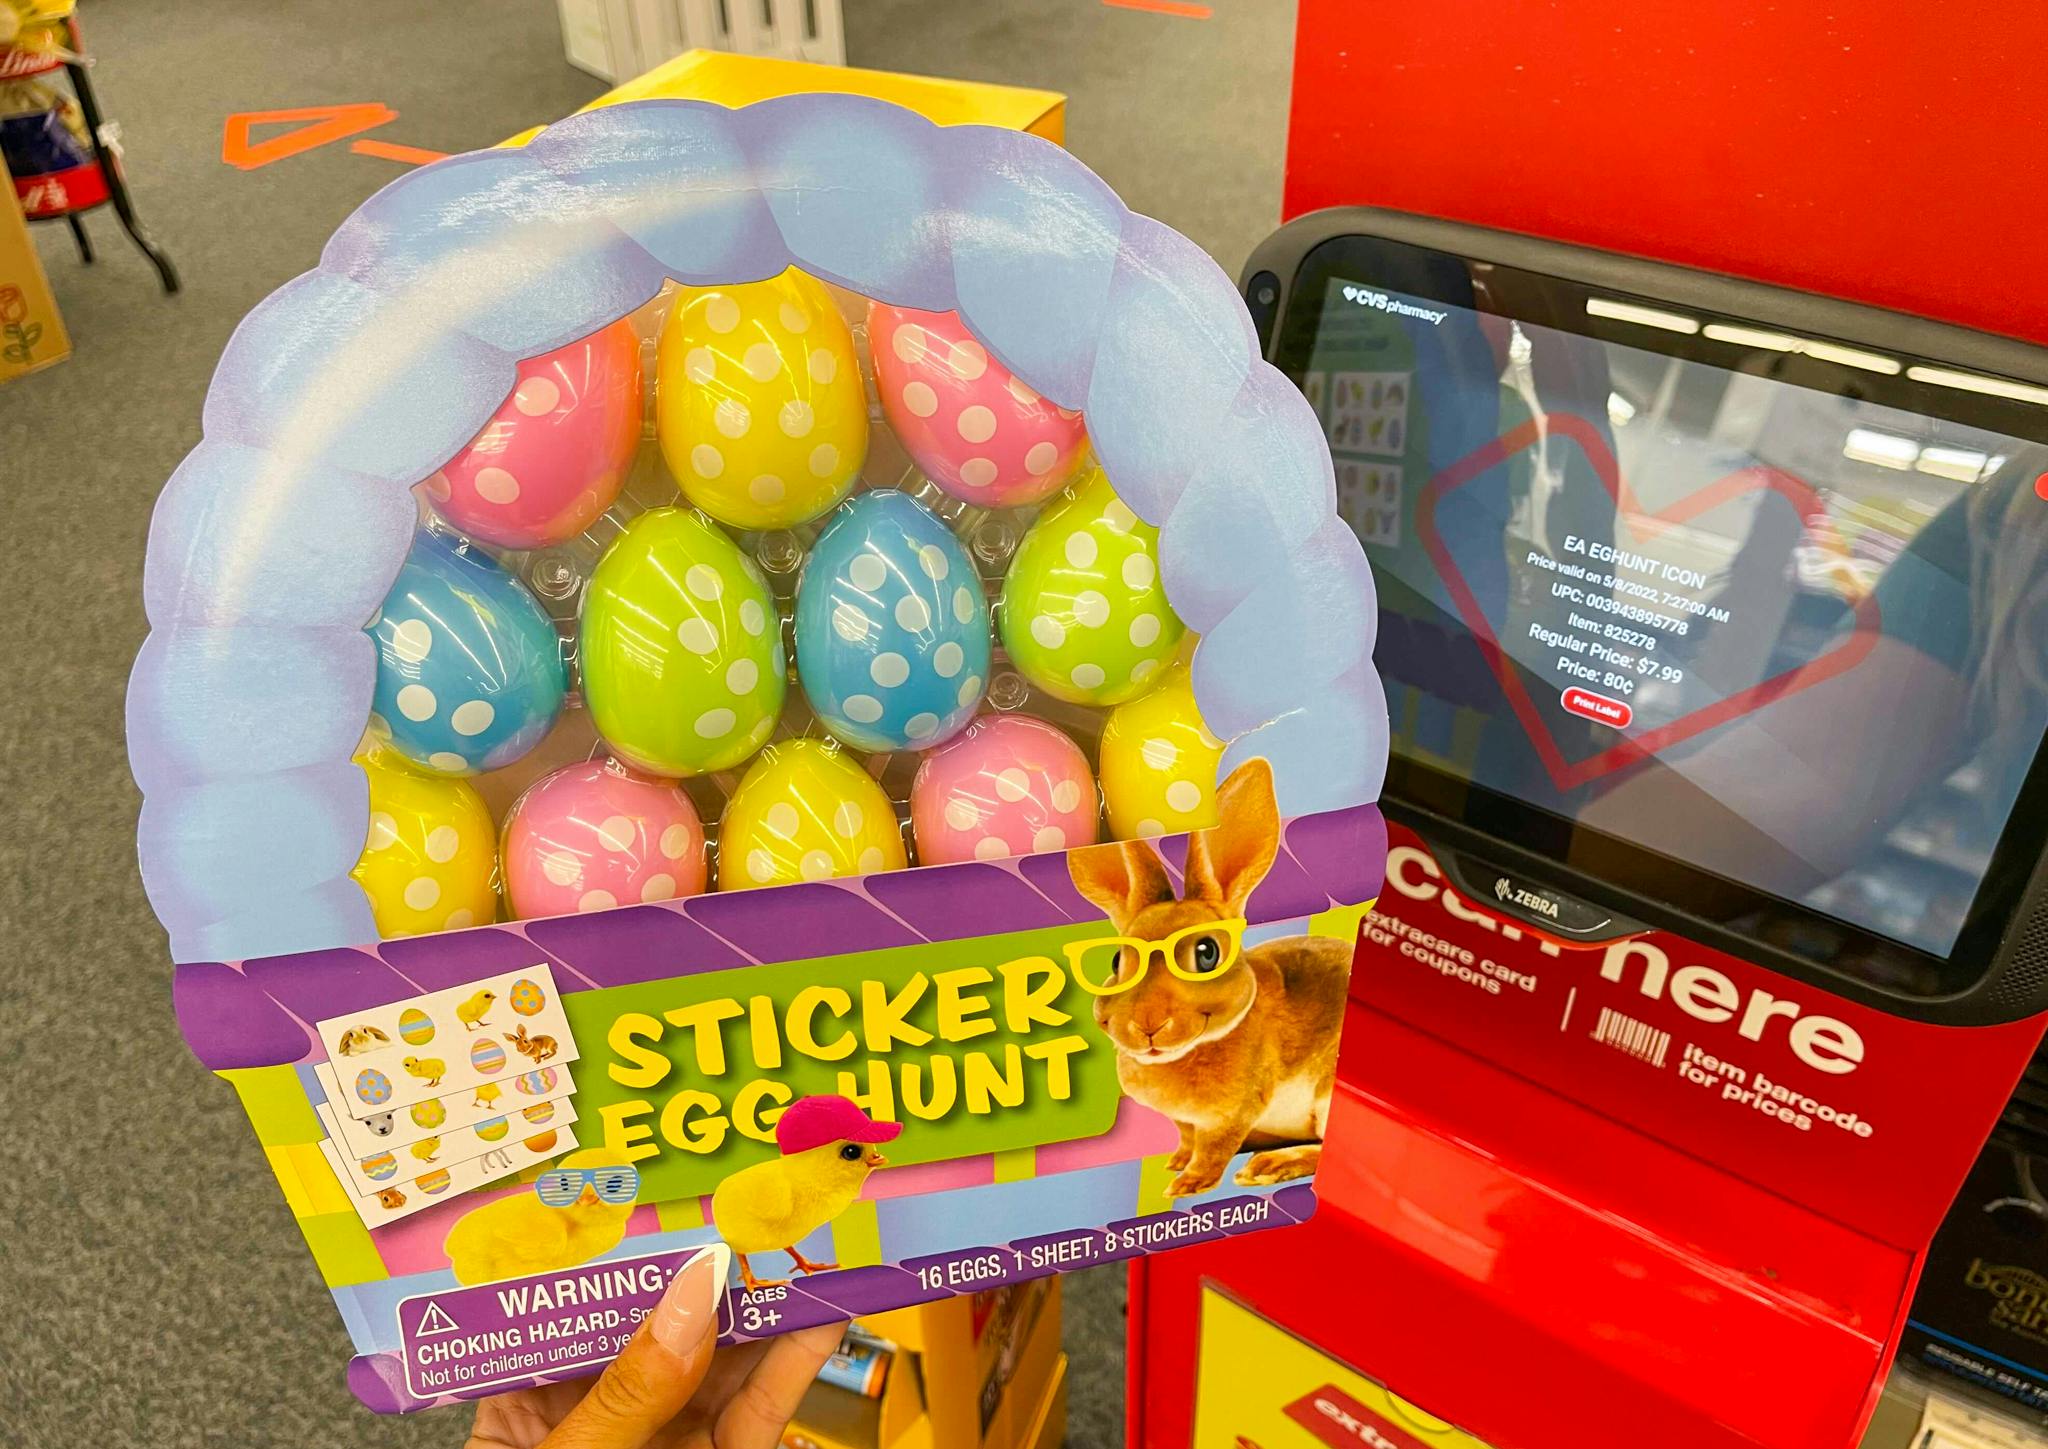 CVS pharmacy
EA EGHUNT ICON
Price valid on 5/8/2022, 7:27:00 AM
UPC: 003943895778
Item: 825278
Regular Price: $7.99
Price: 80¢
Print Label
ZEBRA
here
extracare card
for coupons
item barcode
for prices
STICKER
EGG HUNT
16 EGGS, 1 SHEET, 8 STICKERS EACH
WARNING:
CHOKING HAZARD-
Not for children under 3
AGES
3+